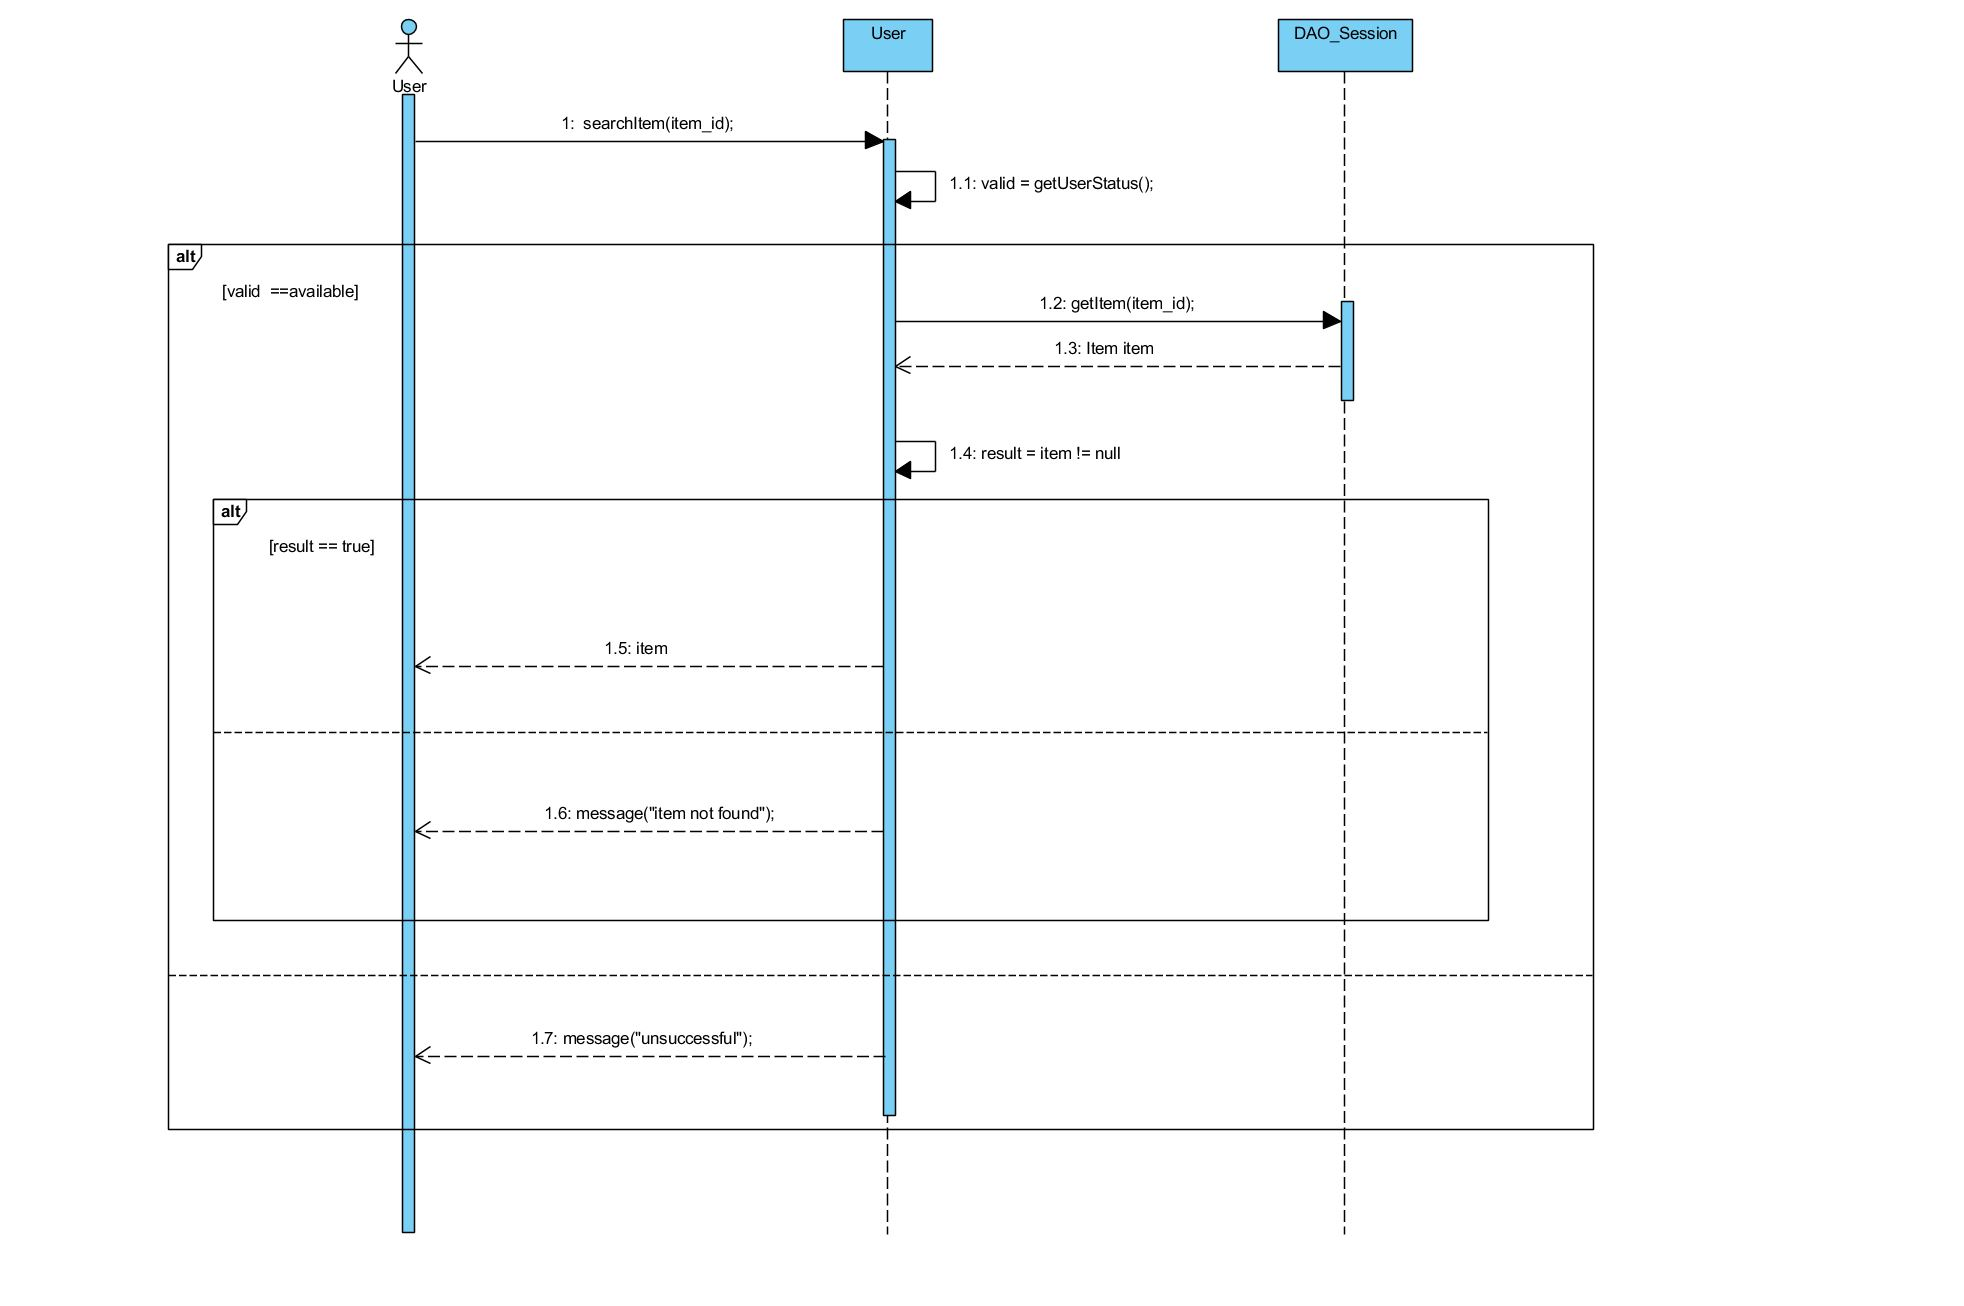 User
User
DAO_Session
1:  searchItem(item_id);
1.1: valid = getUserStatus();
alt
[valid  ==available]
1.2: getItem(item_id);
1.3: Item item
1.4: result = item != null
alt
[result == true]
1.5: item
1.6: message("item not found");
1.7: message("unsuccessful");